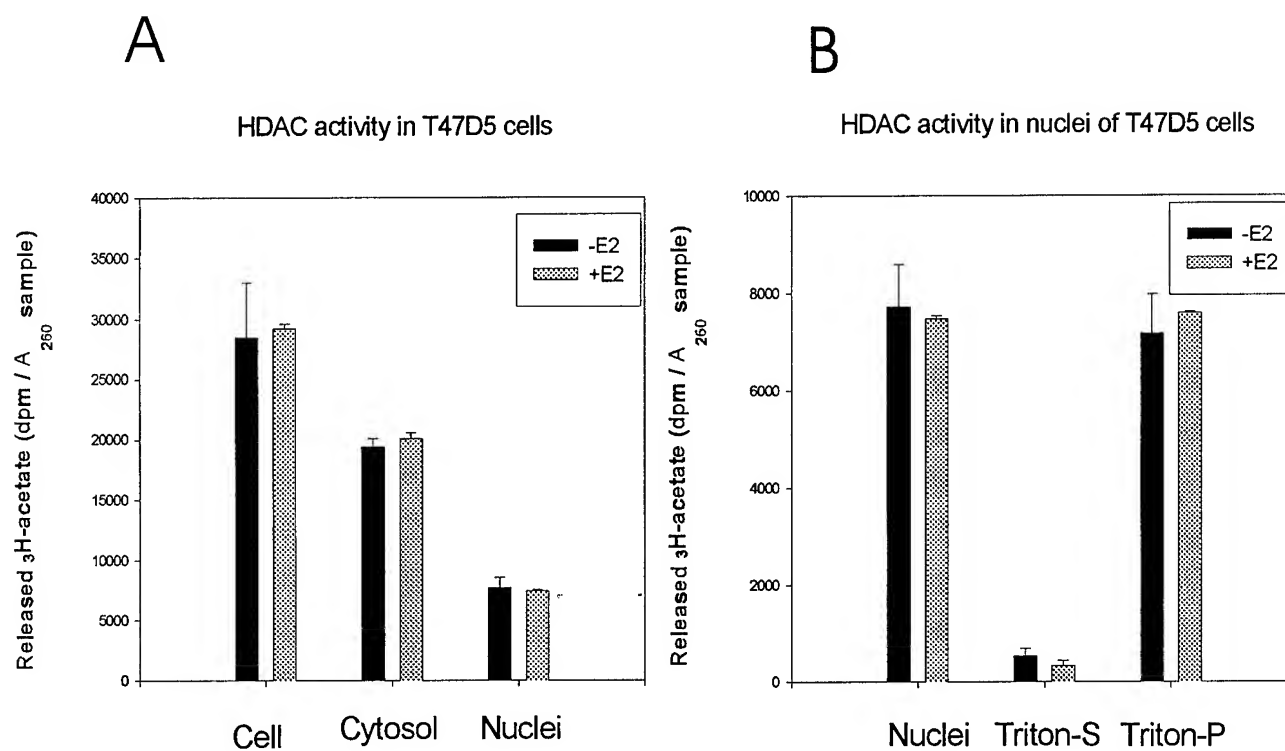 A
HDAC activity in T47D5 cells
Released 3H-acetate (dpm / A 260 sample)
40000
35000
30000
25000
20000
15000
10000
5000
0
-E2
+E2
Cell Cytosol Nuclei
B
HDAC activity in nuclei of T47D5 cells
Released 3H-acetate (dpm / A 260 sample)
10000
8000
6000
4000
2000
0
-E2
+E2
Nuclei Triton-S Triton-P